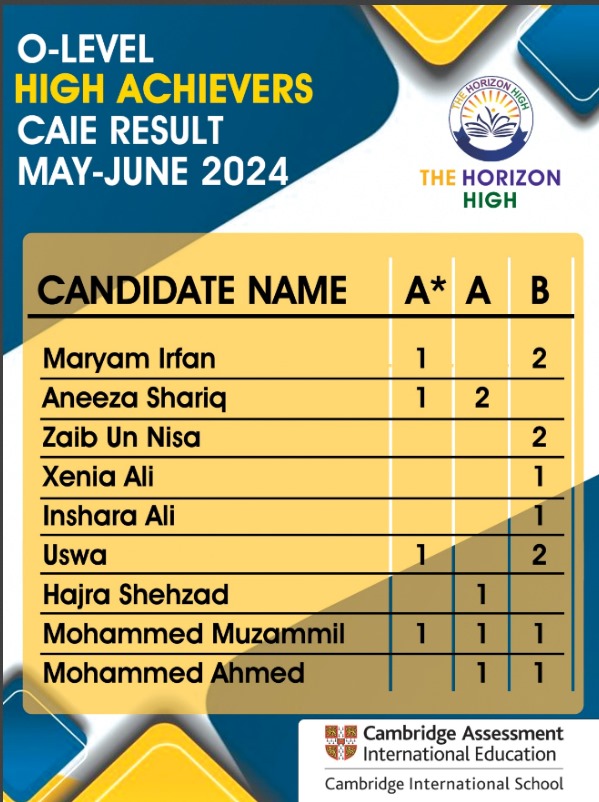 O-LEVEL
HIGH ACHIEVERS
CAIE RESULT
MAY-JUNE 2024
THE HORIZON HIGH
THE HORIZON
HIGH
CANDIDATE NAME A* A B
Maryam Irfan 1 2
Aneeza Shariq 1 2
Zaib Un Nisa 2
Xenia Ali 1
Inshara Ali 1
Uswa 1 2
Hajra Shehzad 1
Mohammed Muzammil 1 1 1
Mohammed Ahmed 1 1
Cambridge Assessment
International Education
Cambridge International School